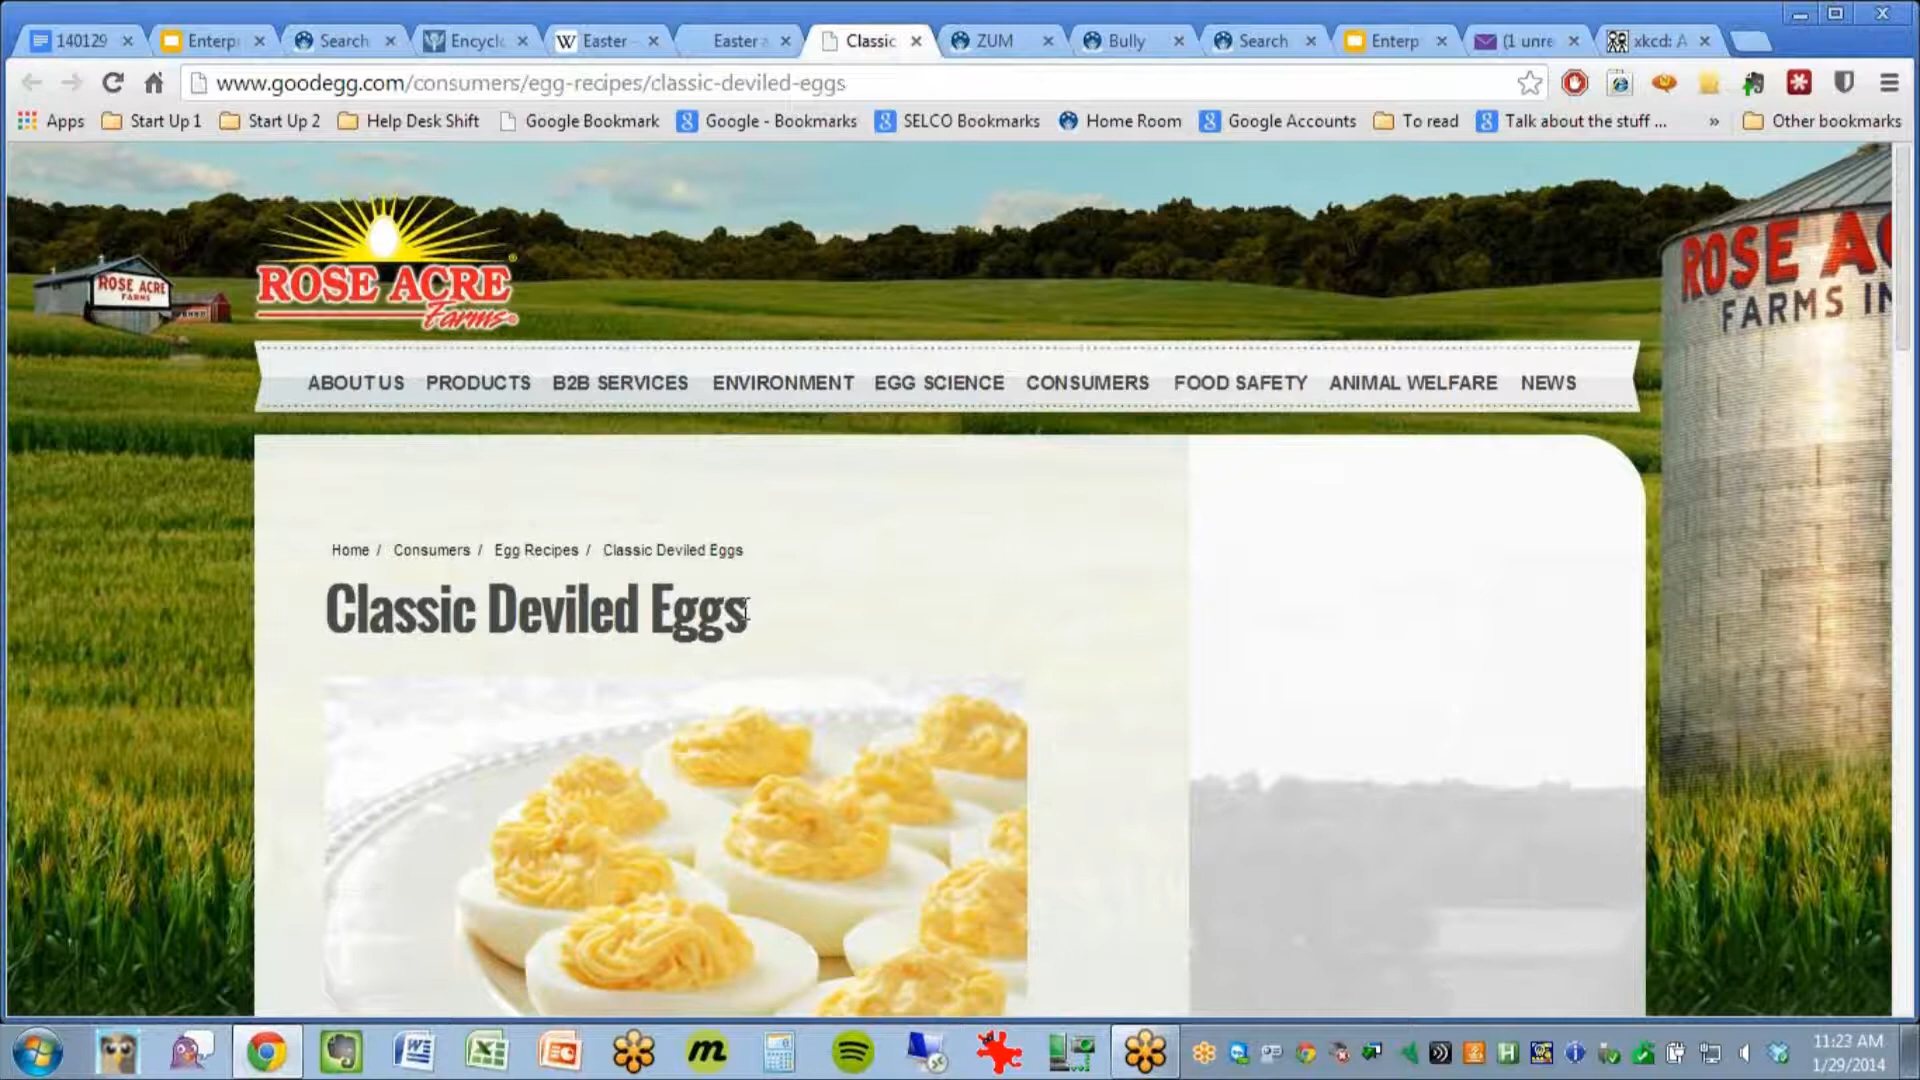 140129 Enterp Search Encycl Easter Easter a Classic ZUM Bully Search Enterp (1 unre xkcd: A
www.goodegg.com/consumers/egg-recipes/classic-deviled-eggs
Apps Start Up 1 Start Up 2 Help Desk Shift Google Bookmark Google - Bookmarks SELCO Bookmarks Home Room Google Accounts To read Talk about the stuff ... » Other bookmarks
ROSE ACRE
FARMS
ROSE ACRE
Farms
ROSE AC
FARMS IN
ABOUT US PRODUCTS B2B SERVICES ENVIRONMENT EGG SCIENCE CONSUMERS FOOD SAFETY ANIMAL WELFARE NEWS
Home / Consumers / Egg Recipes / Classic Deviled Eggs
Classic Deviled Eggs
11:23 AM
1/29/2014